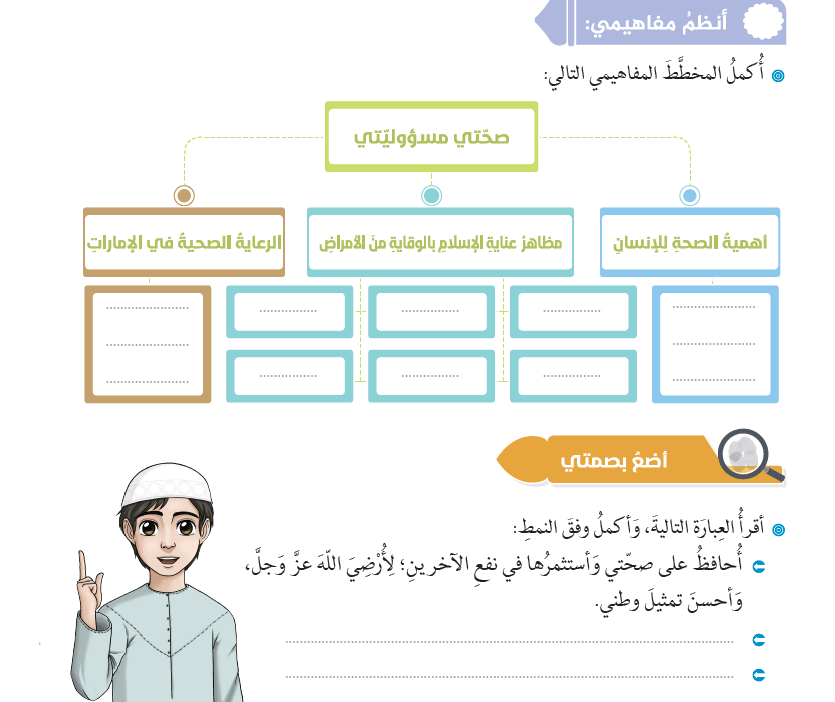 أنظمُ مفاهيمي:
أُكملُ المخطَّطَ المفاهيمي التالي:
صحّتي مسؤوليّتي
أهميةُ الصحةِ لِلإنسانِ
مظاهرُ عنايةِ الإسلامِ بالوقايةِ منَ الأمراضِ
الرعايةُ الصحيةُ في الإماراتِ
أضعُ بصمتي
أقرأُ العِبارَة التاليةَ، وَأكملُ وفقَ النمطِ:
أُحافظُ على صحّتي وَأستثمرُها في نفعِ الآخرينِ؛ لِأُرْضِيَ اللّهَ عزَّ وَجلَّ،
وَأحسنَ تمثيلَ وطني.